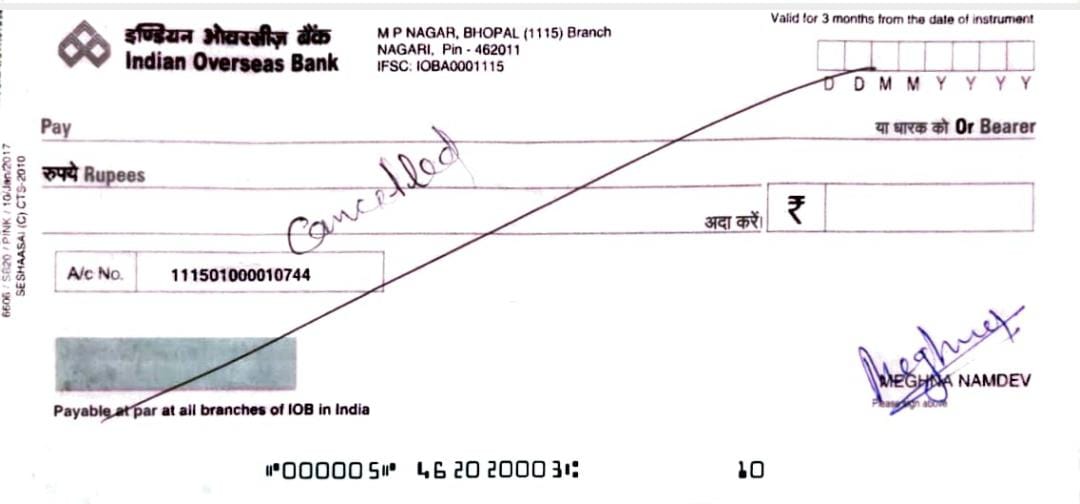 Valid for 3 months from the date of instrument
इण्डियन ओवरसीज़ बैंक
Indian Overseas Bank
M P NAGAR, BHOPAL (1115) Branch
NAGARI, Pin - 462011
IFSC: IOBA0001115
D D M M Y Y Y Y
Pay
या धारक को Or Bearer
रुपये Rupees
Cancelled
अदा करें।
₹
A/c No. 111501000010744
Meghna
MEGHNA NAMDEV
Please sign above
Payable at par at all branches of IOB in India
⑈000005⑈ 462020003⑆ 10
6606 / SB20 / PINK / 10/Jan/2017
SESHAASAI (C) CTS-2010